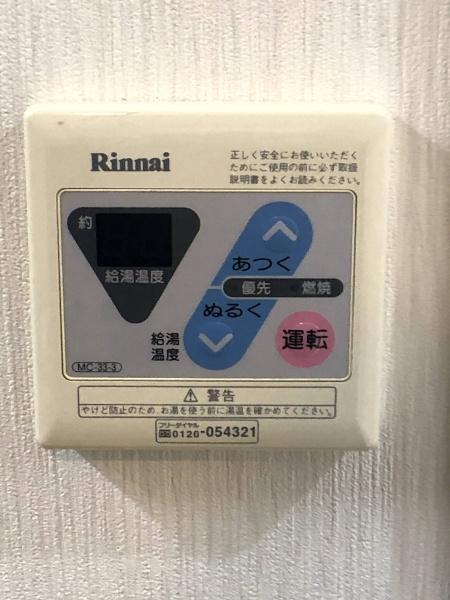 Rinnai
正しく安全にお使いいただく
ためにご使用の前に必ず取扱
説明書をよくお読みください。
約
給湯温度
あつく
優先 燃焼
ぬるく
給湯
温度
運転
MC-33-3
⚠ 警告
やけど防止のため、お湯を使う前に湯温を確かめてください。
フリーダイヤル
0120-054321